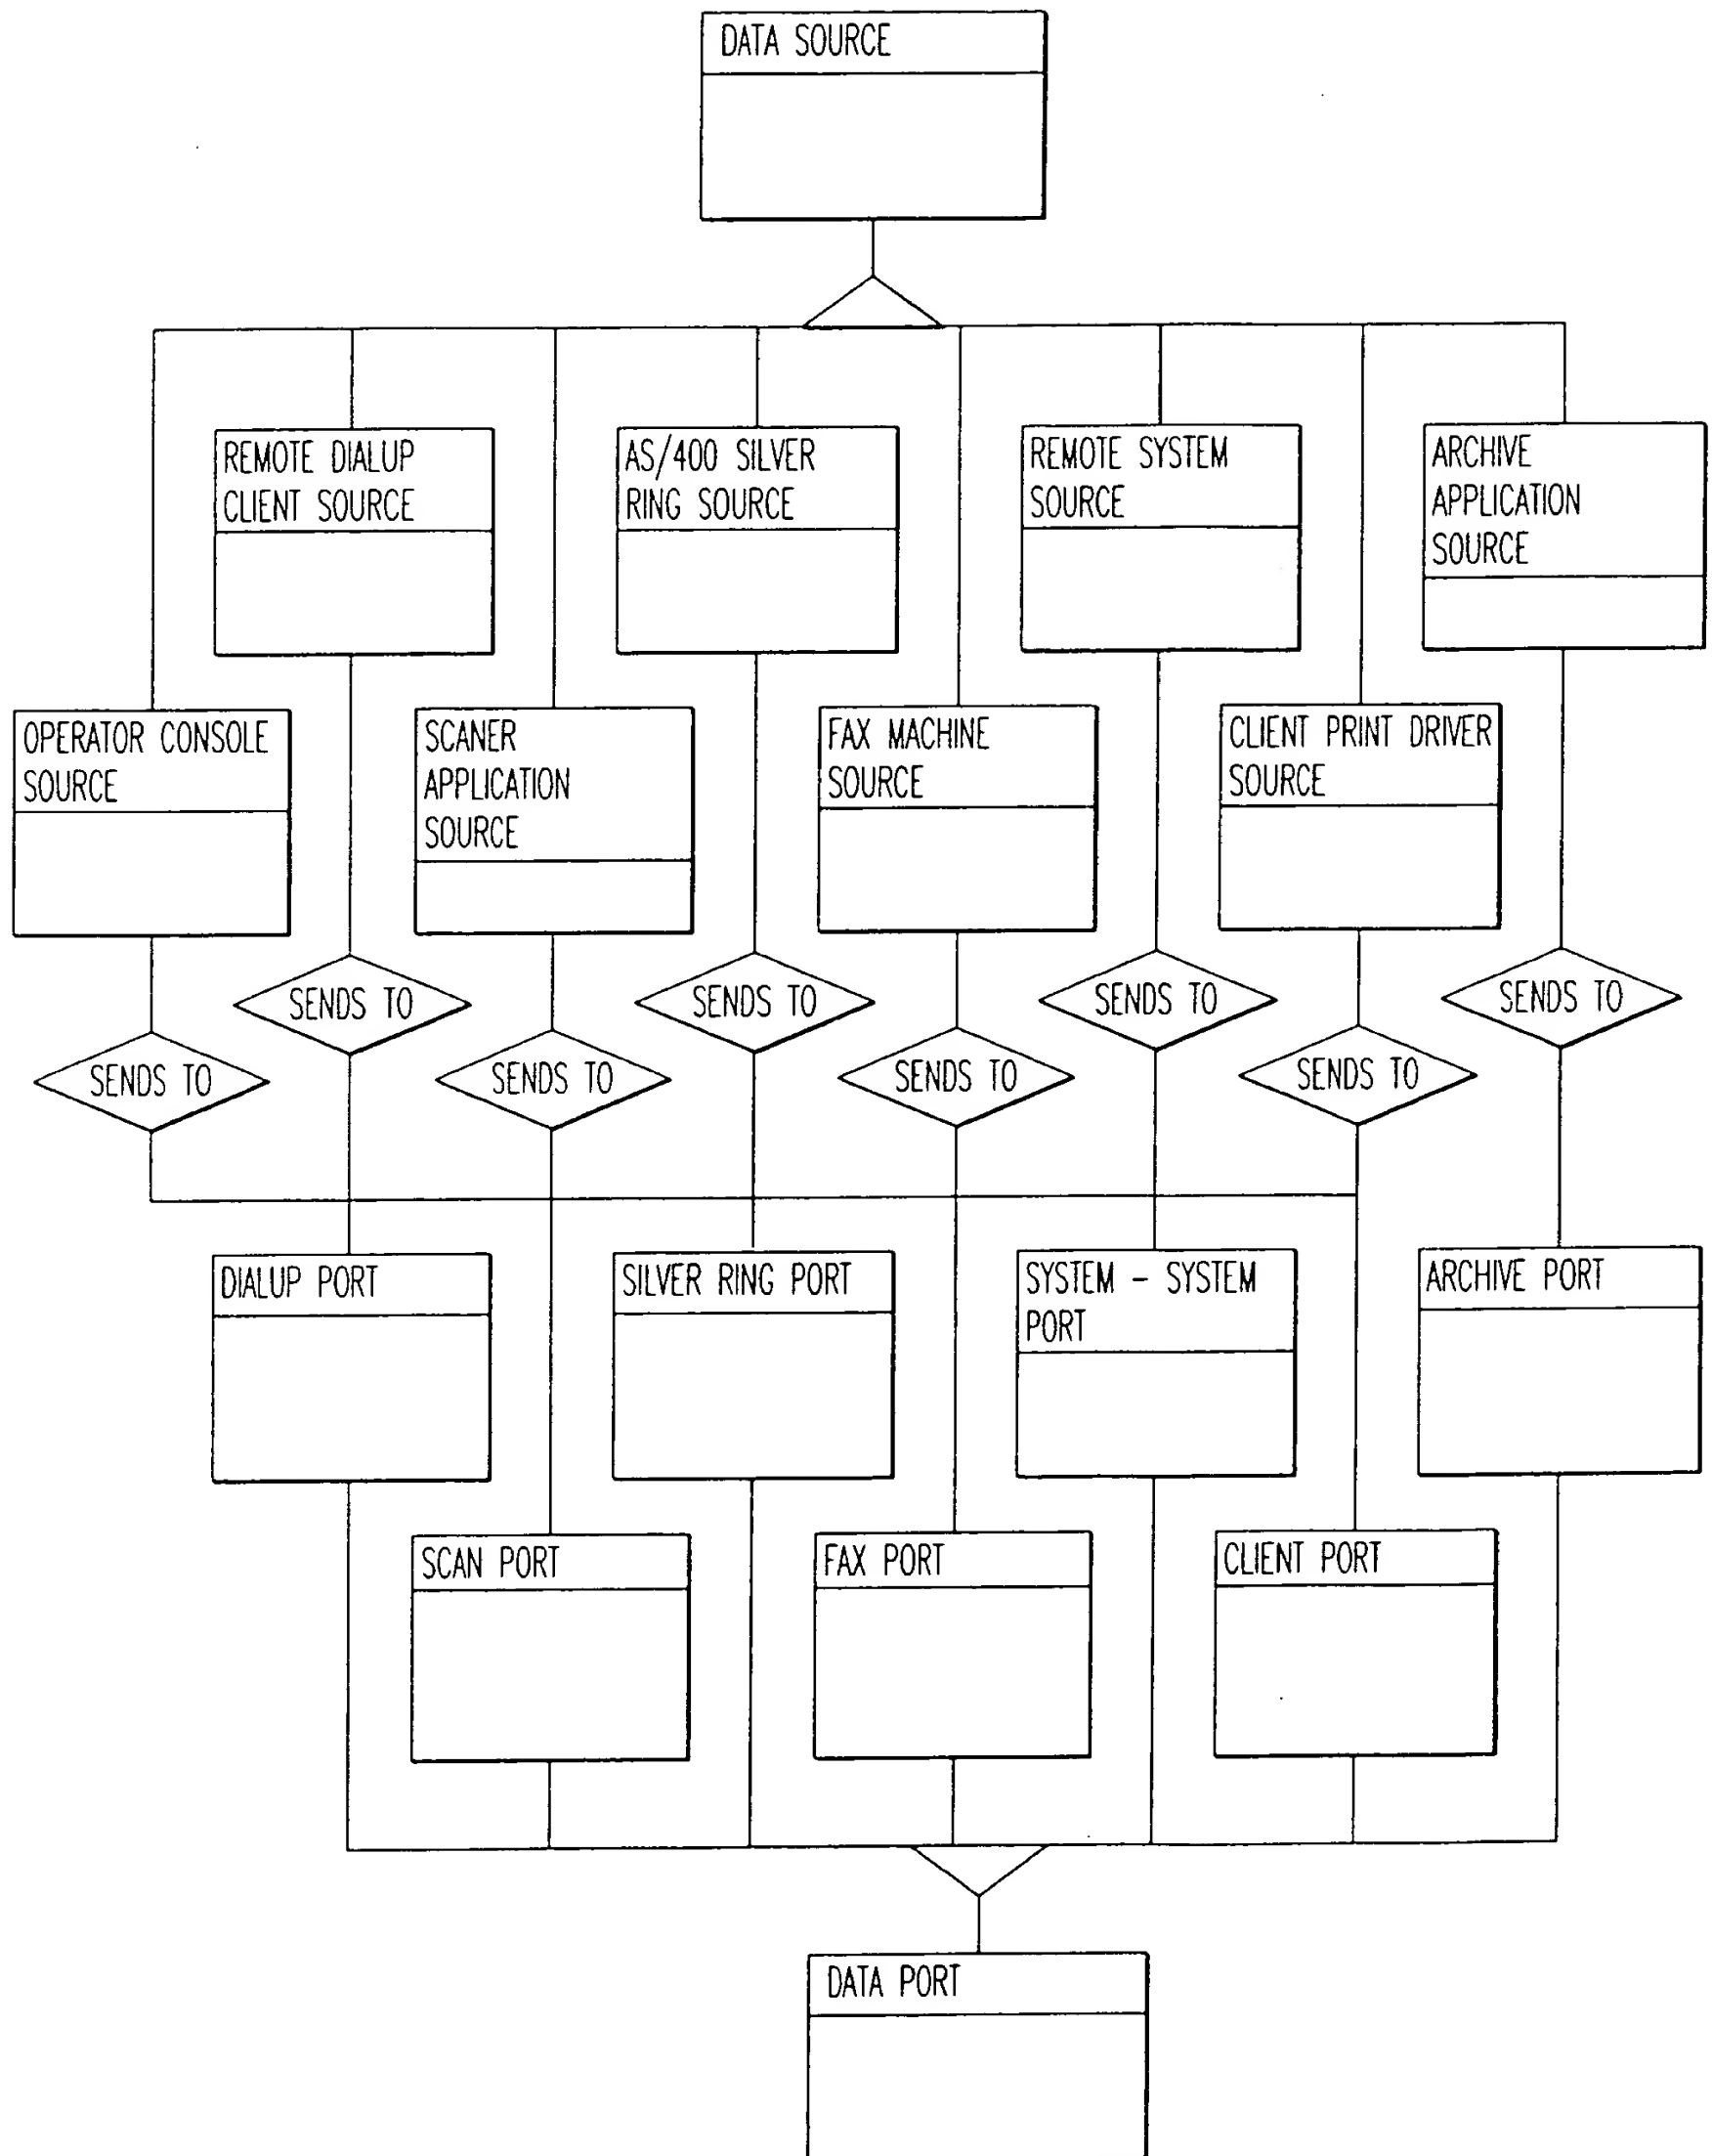 DATA SOURCE
REMOTE DIALUP
CLIENT SOURCE
AS/400 SILVER
RING SOURCE
REMOTE SYSTEM
SOURCE
ARCHIVE
APPLICATION
SOURCE
OPERATOR CONSOLE
SOURCE
SCANER
APPLICATION
SOURCE
FAX MACHINE
SOURCE
CLIENT PRINT DRIVER
SOURCE
SENDS TO
SENDS TO
SENDS TO
SENDS TO
SENDS TO
SENDS TO
SENDS TO
SENDS TO
DIALUP PORT
SILVER RING PORT
SYSTEM - SYSTEM
PORT
ARCHIVE PORT
SCAN PORT
FAX PORT
CLIENT PORT
DATA PORT